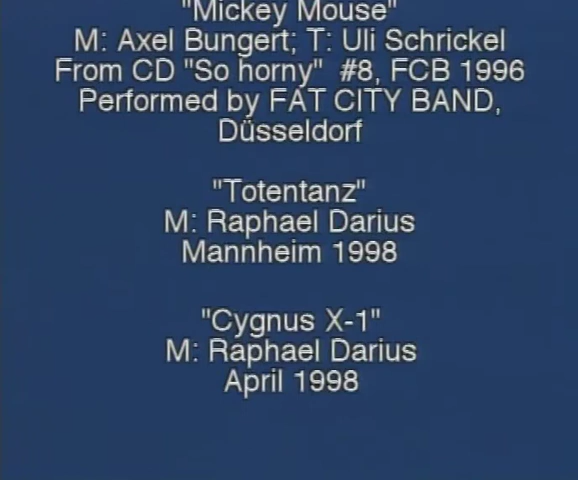 "Mickey Mouse"
M: Axel Bungert; T: Uli Schrickel
From CD "So horny" #8, FCB 1996
Performed by FAT CITY BAND,
Düsseldorf
"Totentanz"
M: Raphael Darius
Mannheim 1998
"Cygnus X-1"
M: Raphael Darius
April 1998